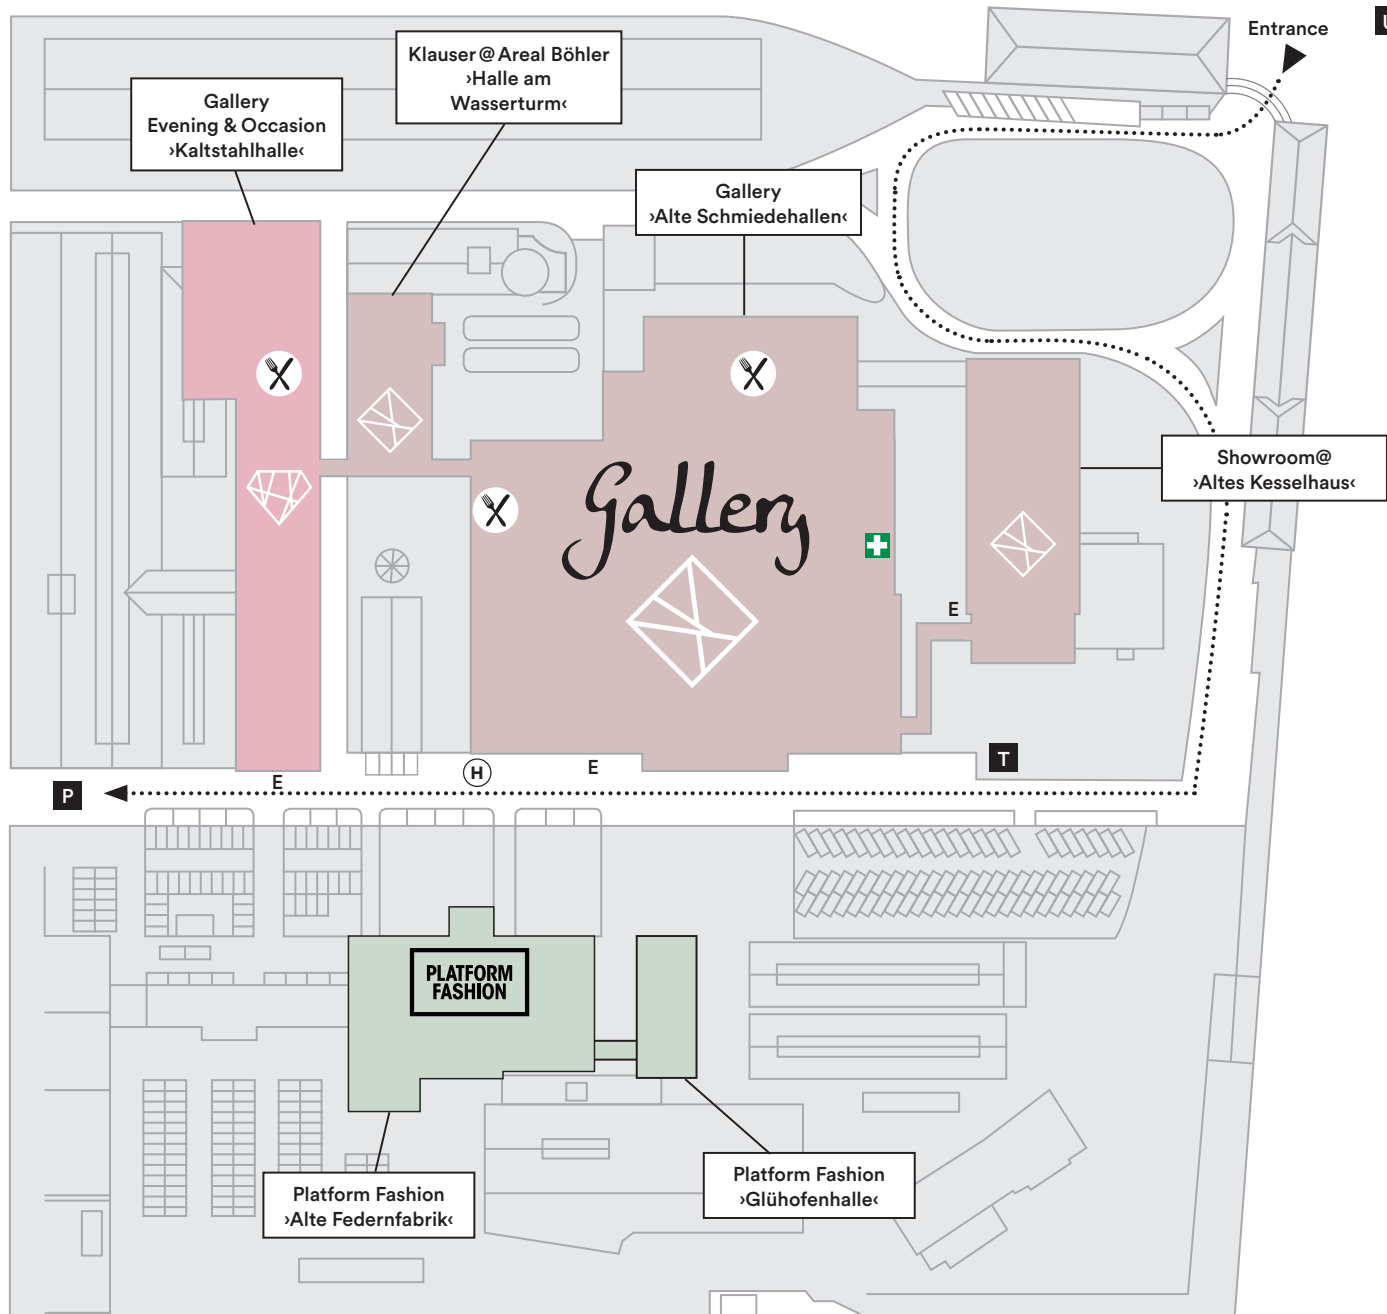 Entrance
U
Klauser@Areal Böhler
›Halle am
Wasserturm‹
Gallery
Evening & Occasion
›Kaltstahlhalle‹
Gallery
›Alte Schmiedehallen‹
Showroom@
›Altes Kesselhaus‹
Gallery
E
T
H
E
E
P
PLATFORM
FASHION
Platform Fashion
›Glühofenhalle‹
Platform Fashion
›Alte Federnfabrik‹